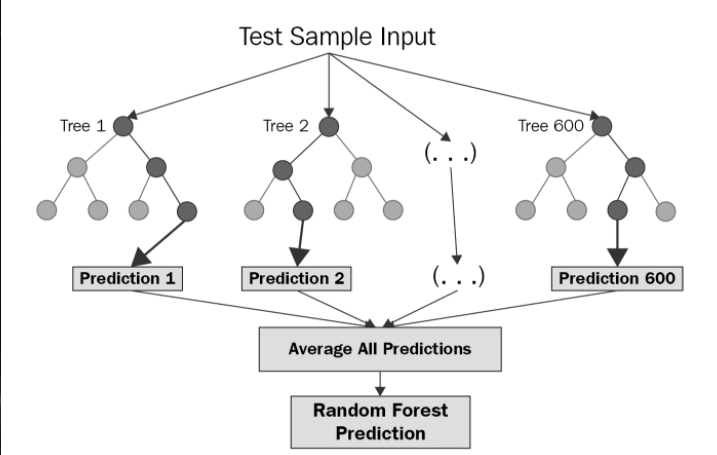 Test Sample Input
Tree 1
Tree 2
(. . .)
Tree 600
Prediction 1
Prediction 2
(. . .)
Prediction 600
Average All Predictions
Random Forest
Prediction